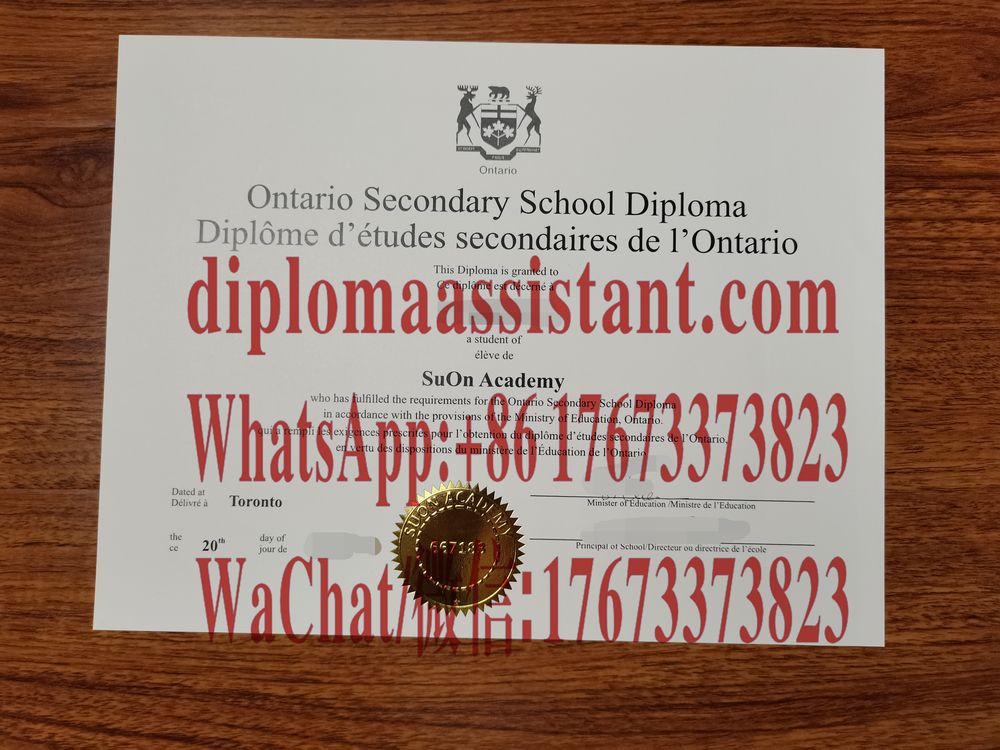 Ontario
Ontario Secondary School Diploma
Diplôme d'études secondaires de l'Ontario
This Diploma is granted to
Ce diplôme est décerné à
diplomaassistant.com
a student of
élève de
SuOn Academy
who has fulfilled the requirements for the Ontario Secondary School Diploma
in accordance with the provisions of the Ministry of Education, Ontario.
WhatsApp:+86 17673373823
qui a rempli les exigences prescrites pour l'obtention du diplôme d'études secondaires de l'Ontario,
en vertu des dispositions du ministère de l'Éducation de l'Ontario
Dated at
Délivré à
Toronto
Minister of Education /Ministre de l'Education
SUON ACADEMY
667183
the
ce
20th
day of
jour de
Principal of School/Directeur ou directrice de l'école
WaChat/微信:17673373823